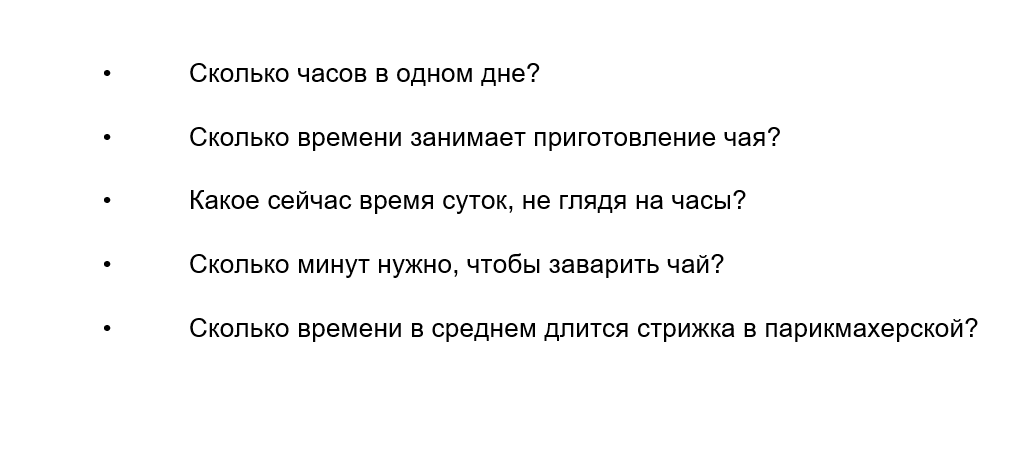 • Сколько часов в одном дне?
• Сколько времени занимает приготовление чая?
• Какое сейчас время суток, не глядя на часы?
• Сколько минут нужно, чтобы заварить чай?
• Сколько времени в среднем длится стрижка в парикмахерской?